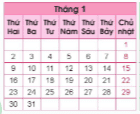 Tháng 1
Thứ Hai Thứ Ba Thứ Tư Thứ Năm Thứ Sáu Thứ Bảy Chủ nhật
1
2 3 4 5 6 7 8
9 10 11 12 13 14 15
16 17 18 19 20 21 22
23 24 25 26 27 28 29
30 31